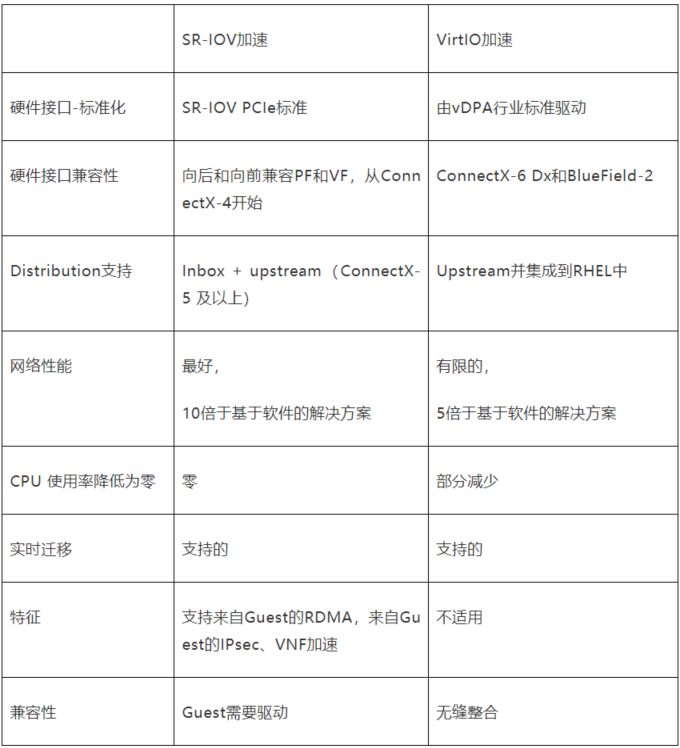 SR-IOV加速
VirtIO加速
硬件接口-标准化
SR-IOV PCIe标准
由vDPA行业标准驱动
硬件接口兼容性
向后和向前兼容PF和VF，从Conn
ectX-4开始
ConnectX-6 Dx和BlueField-2
Distribution支持
Inbox + upstream（ConnectX-
5 及以上）
Upstream并集成到RHEL中
网络性能
最好，
10倍于基于软件的解决方案
有限的，
5倍于基于软件的解决方案
CPU 使用率降低为零
零
部分减少
实时迁移
支持的
支持的
特征
支持来自Guest的RDMA，来自Gu
est的IPsec、VNF加速
不适用
兼容性
Guest需要驱动
无缝整合